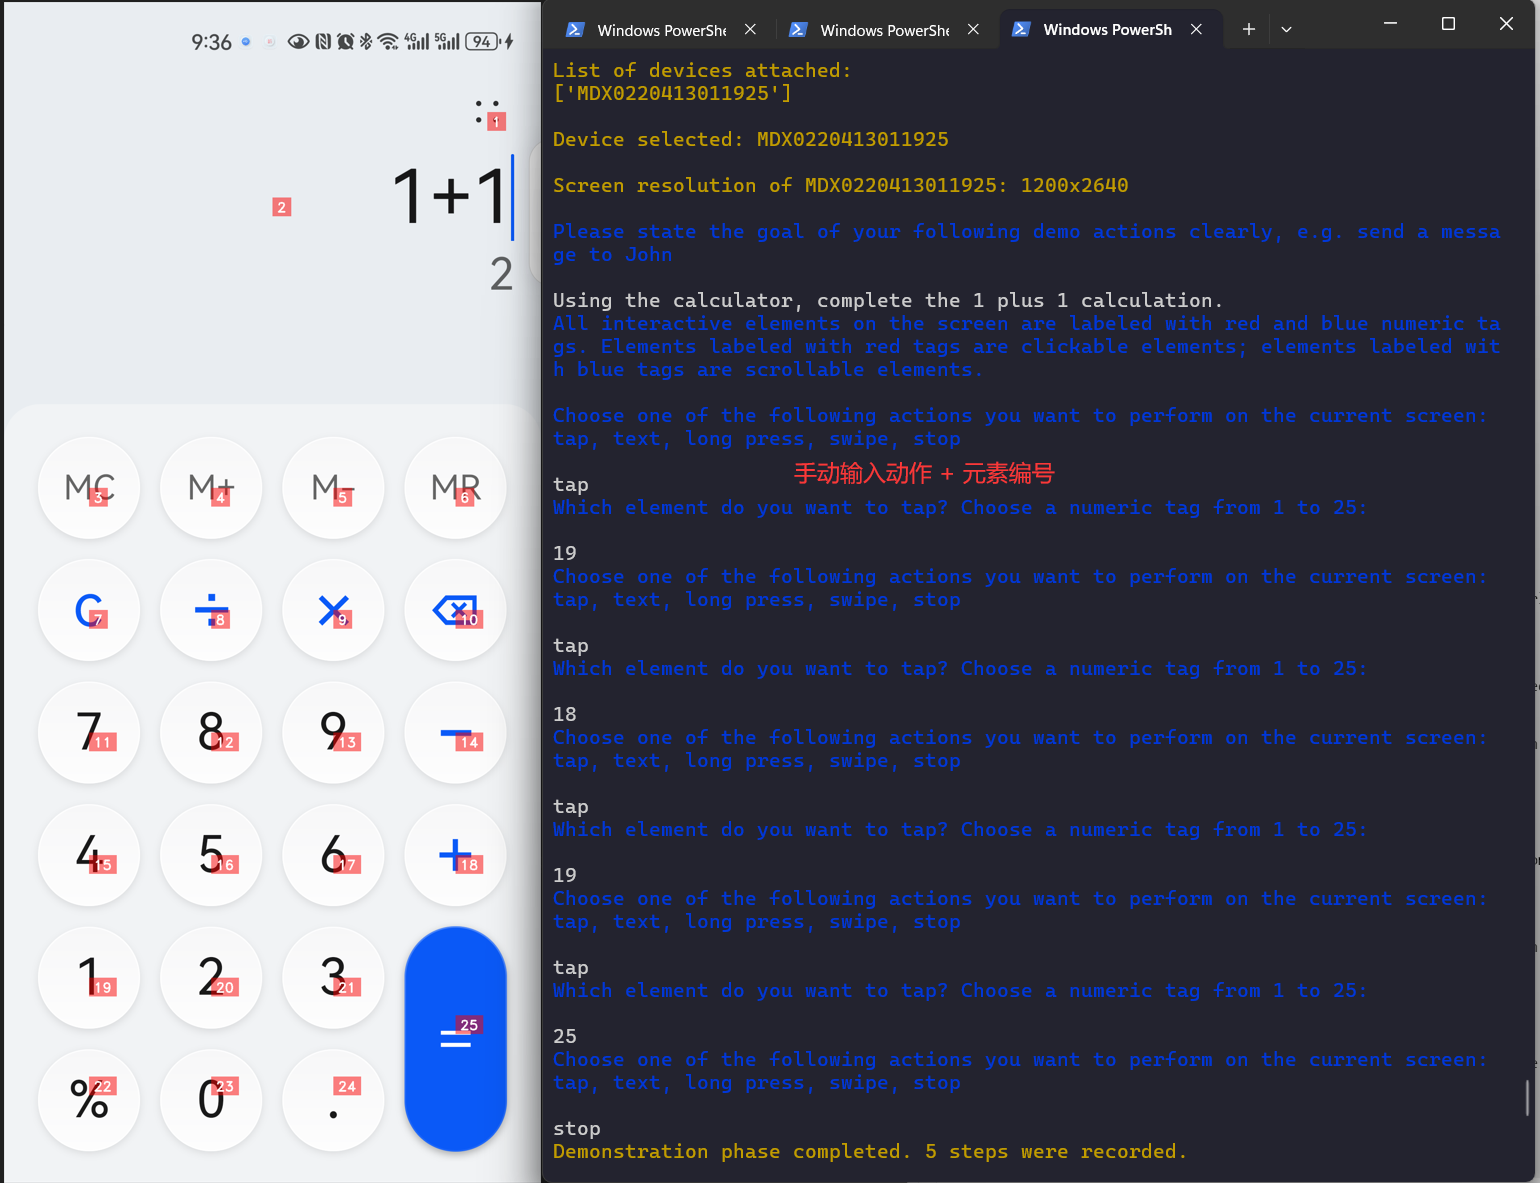 9:36
4G
5G
94
1
1+1
2
2
MC
3
M+
4
M-
5
MR
6
C
7
÷
8
×
9
10
7
11
8
12
9
13
−
14
4
15
5
16
6
17
+
18
1
19
2
20
3
21
=
25
%
22
0
23
.
24
Windows PowerShe
Windows PowerShe
Windows PowerSh
List of devices attached:
['MDX0220413011925']
Device selected: MDX0220413011925
Screen resolution of MDX0220413011925: 1200x2640
Please state the goal of your following demo actions clearly, e.g. send a messa
ge to John
Using the calculator, complete the 1 plus 1 calculation.
All interactive elements on the screen are labeled with red and blue numeric ta
gs. Elements labeled with red tags are clickable elements; elements labeled wit
h blue tags are scrollable elements.
Choose one of the following actions you want to perform on the current screen:
tap, text, long press, swipe, stop
手动输入动作 + 元素编号
tap
Which element do you want to tap? Choose a numeric tag from 1 to 25:
19
Choose one of the following actions you want to perform on the current screen:
tap, text, long press, swipe, stop
tap
Which element do you want to tap? Choose a numeric tag from 1 to 25:
18
Choose one of the following actions you want to perform on the current screen:
tap, text, long press, swipe, stop
tap
Which element do you want to tap? Choose a numeric tag from 1 to 25:
19
Choose one of the following actions you want to perform on the current screen:
tap, text, long press, swipe, stop
tap
Which element do you want to tap? Choose a numeric tag from 1 to 25:
25
Choose one of the following actions you want to perform on the current screen:
tap, text, long press, swipe, stop
stop
Demonstration phase completed. 5 steps were recorded.